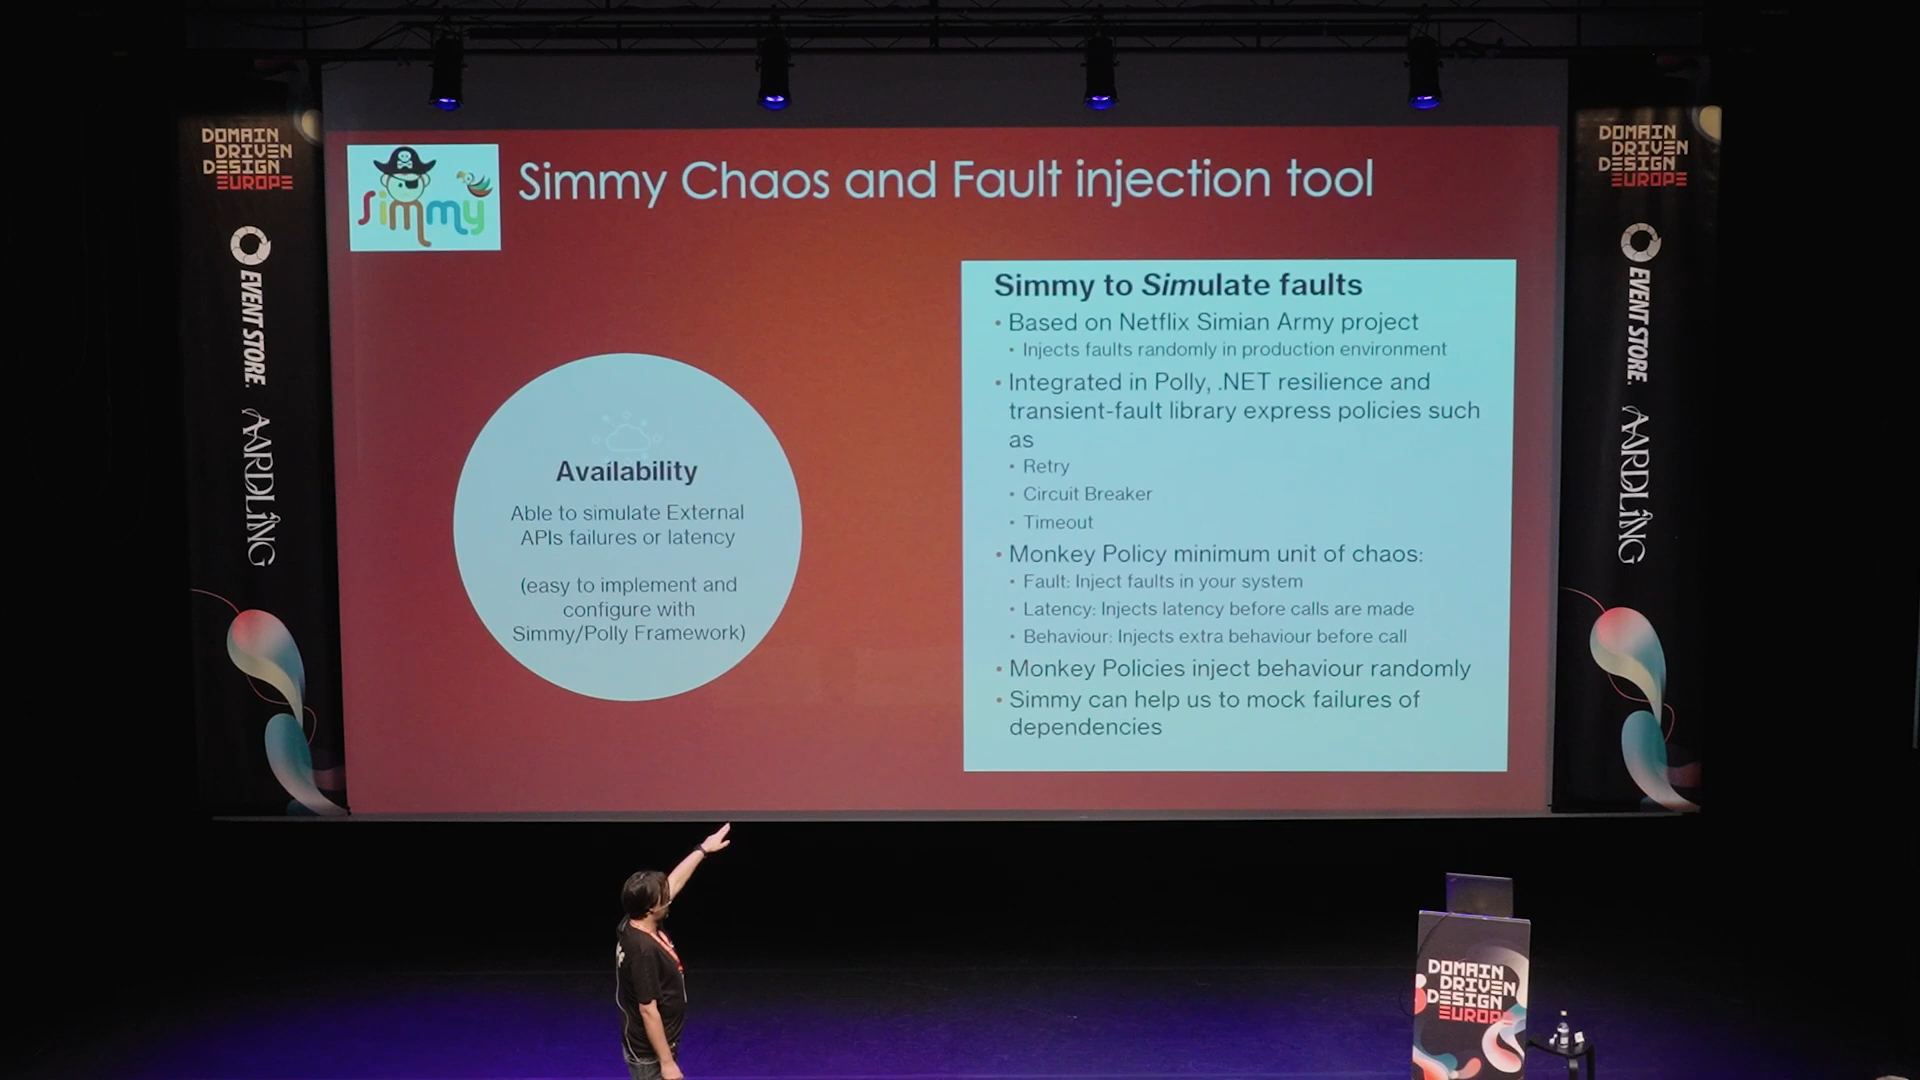 DOMAIN
DRIVEN
DESIGN
EUROPE
EVENT STORE.
AARDLING
Simmy
Simmy Chaos and Fault injection tool
Availability
Able to simulate External
APIs failures or latency
(easy to implement and
configure with
Simmy/Polly Framework)
Simmy to Simulate faults
• Based on Netflix Simian Army project
• Injects faults randomly in production environment
• Integrated in Polly, .NET resilience and
transient-fault library express policies such
as
• Retry
• Circuit Breaker
• Timeout
• Monkey Policy minimum unit of chaos:
• Fault: Inject faults in your system
• Latency: Injects latency before calls are made
• Behaviour: Injects extra behaviour before call
• Monkey Policies inject behaviour randomly
• Simmy can help us to mock failures of
dependencies
DOMAIN
DRIVEN
DESIGN
EUROPE
EVENT STORE.
AARDLING
DOMAIN
DRIVEN
DESIGN
EUROPE